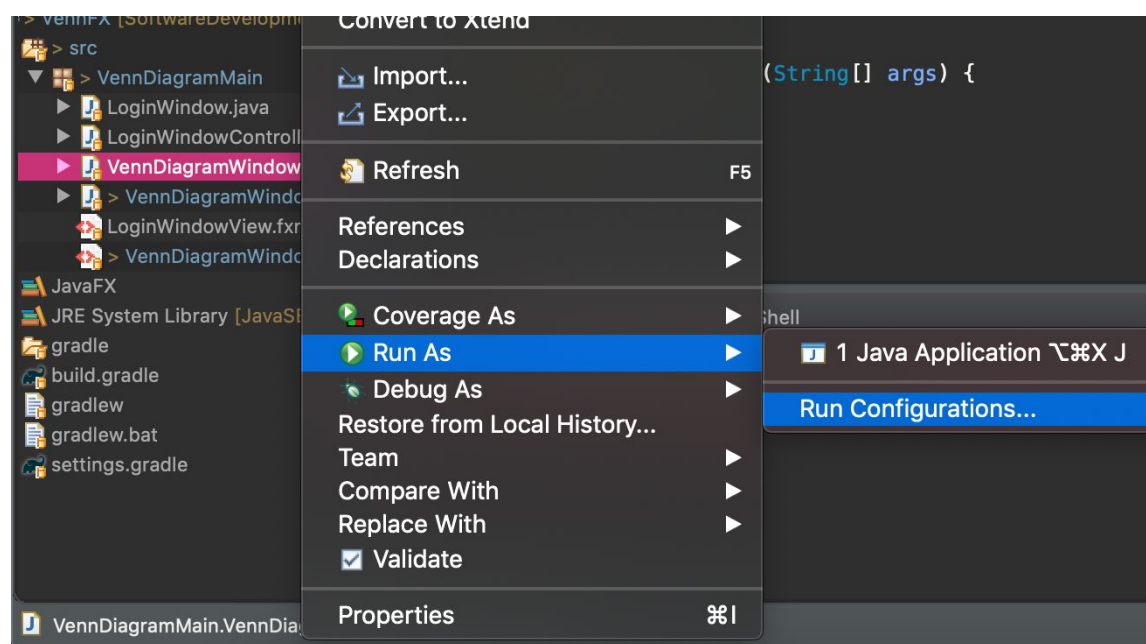 > VennFX [SoftwareDevelopm
> src
> VennDiagramMain
LoginWindow.java
LoginWindowControll
VennDiagramWindow
> VennDiagramWindo
LoginWindowView.fxr
> VennDiagramWindo
JavaFX
JRE System Library [JavaSE
gradle
build.gradle
gradlew
gradlew.bat
settings.gradle
VennDiagramMain.VennDia
Convert to Xtend
Import...
Export...
Refresh F5
References
Declarations
Coverage As
Run As
Debug As
Restore from Local History...
Team
Compare With
Replace With
Validate
Properties ⌘I
(String[] args) {
Shell
1 Java Application ⌥⌘X J
Run Configurations...